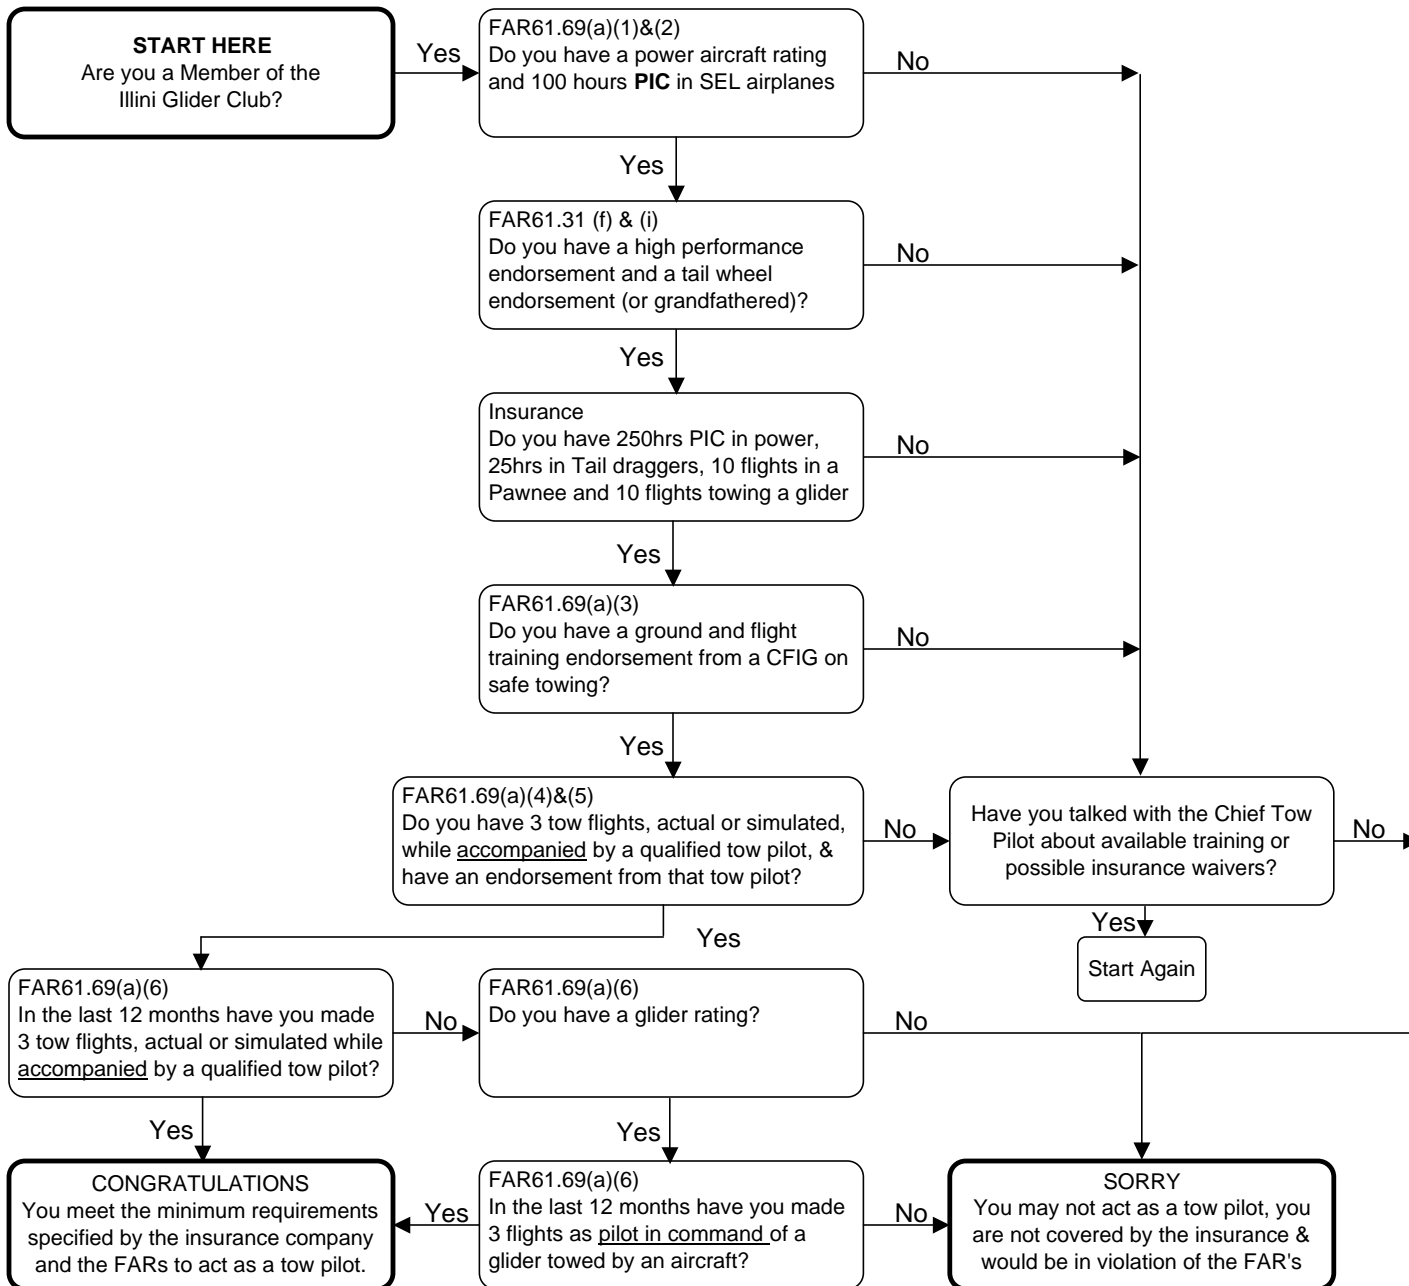 START HERE
Are you a Member of the
Illini Glider Club?
Yes
FAR61.69(a)(1)&(2)
Do you have a power aircraft rating
and 100 hours PIC in SEL airplanes
No
Yes
FAR61.31 (f) & (i)
Do you have a high performance
endorsement and a tail wheel
endorsement (or grandfathered)?
No
Yes
Insurance
Do you have 250hrs PIC in power,
25hrs in Tail draggers, 10 flights in a
Pawnee and 10 flights towing a glider
No
Yes
FAR61.69(a)(3)
Do you have a ground and flight
training endorsement from a CFIG on
safe towing?
No
Yes
FAR61.69(a)(4)&(5)
Do you have 3 tow flights, actual or simulated,
while accompanied by a qualified tow pilot, &
have an endorsement from that tow pilot?
No
Have you talked with the Chief Tow
Pilot about available training or
possible insurance waivers?
No
Yes
Start Again
Yes
FAR61.69(a)(6)
In the last 12 months have you made
3 tow flights, actual or simulated while
accompanied by a qualified tow pilot?
No
FAR61.69(a)(6)
Do you have a glider rating?
No
Yes
Yes
CONGRATULATIONS
You meet the minimum requirements
specified by the insurance company
and the FARs to act as a tow pilot.
Yes
FAR61.69(a)(6)
In the last 12 months have you made
3 flights as pilot in command of a
glider towed by an aircraft?
No
SORRY
You may not act as a tow pilot, you
are not covered by the insurance &
would be in violation of the FAR's